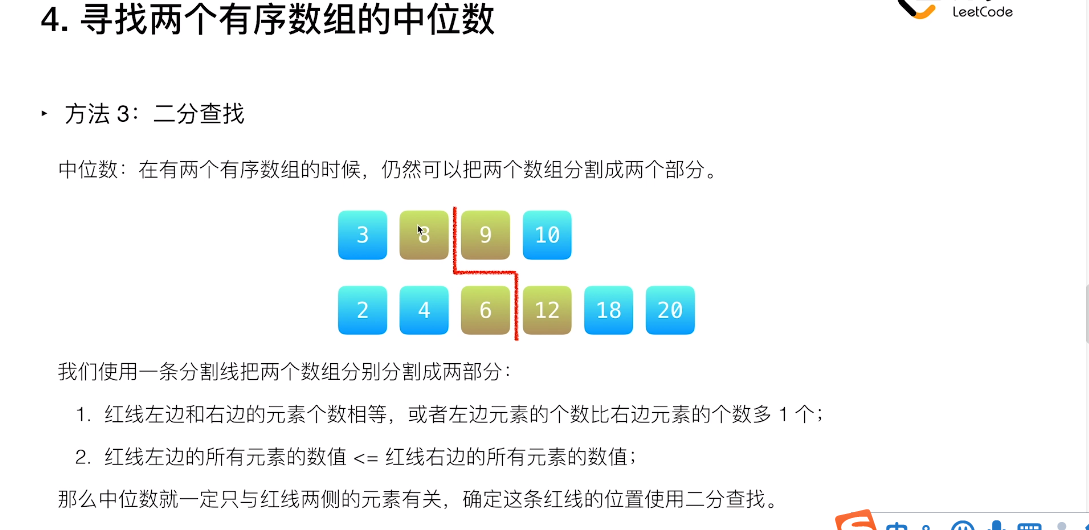 4. 寻找两个有序数组的中位数
LeetCode
‣ 方法 3：二分查找
中位数：在有两个有序数组的时候，仍然可以把两个数组分割成两个部分。
3 8 9 10
2 4 6 12 18 20
我们使用一条分割线把两个数组分别分割成两部分：
1. 红线左边和右边的元素个数相等，或者左边元素的个数比右边元素的个数多 1 个；
2. 红线左边的所有元素的数值 <= 红线右边的所有元素的数值；
那么中位数就一定只与红线两侧的元素有关，确定这条红线的位置使用二分查找。